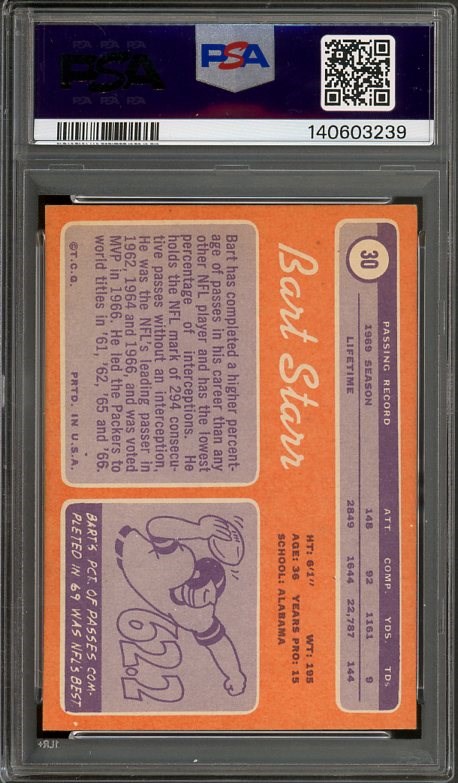 PSA
PSA
140603239
30
PASSING RECORD ATT. COMP. YDS. TDs
1969 SEASON 148 92 1161 9
LIFETIME 2849 1644 22,787 144
Bart Starr
HT: 6'1" WT: 195
AGE: 36 YEARS PRO: 15
SCHOOL: ALABAMA
Bart has completed a higher percent-
age of passes in his career than any
other NFL player and has the lowest
percentage of interceptions. He
holds the NFL mark of 294 consecu-
tive passes without an interception.
He was the NFL's leading passer in
1962, 1964 and 1966, and was voted
MVP in 1966. He led the Packers to
world titles in '61, '62, '65 and '66.
©T.C.G. PRTD. IN U.S.A.
62.2
BART'S PCT. OF PASSES COM-
PLETED IN 69 WAS NFL'S BEST.